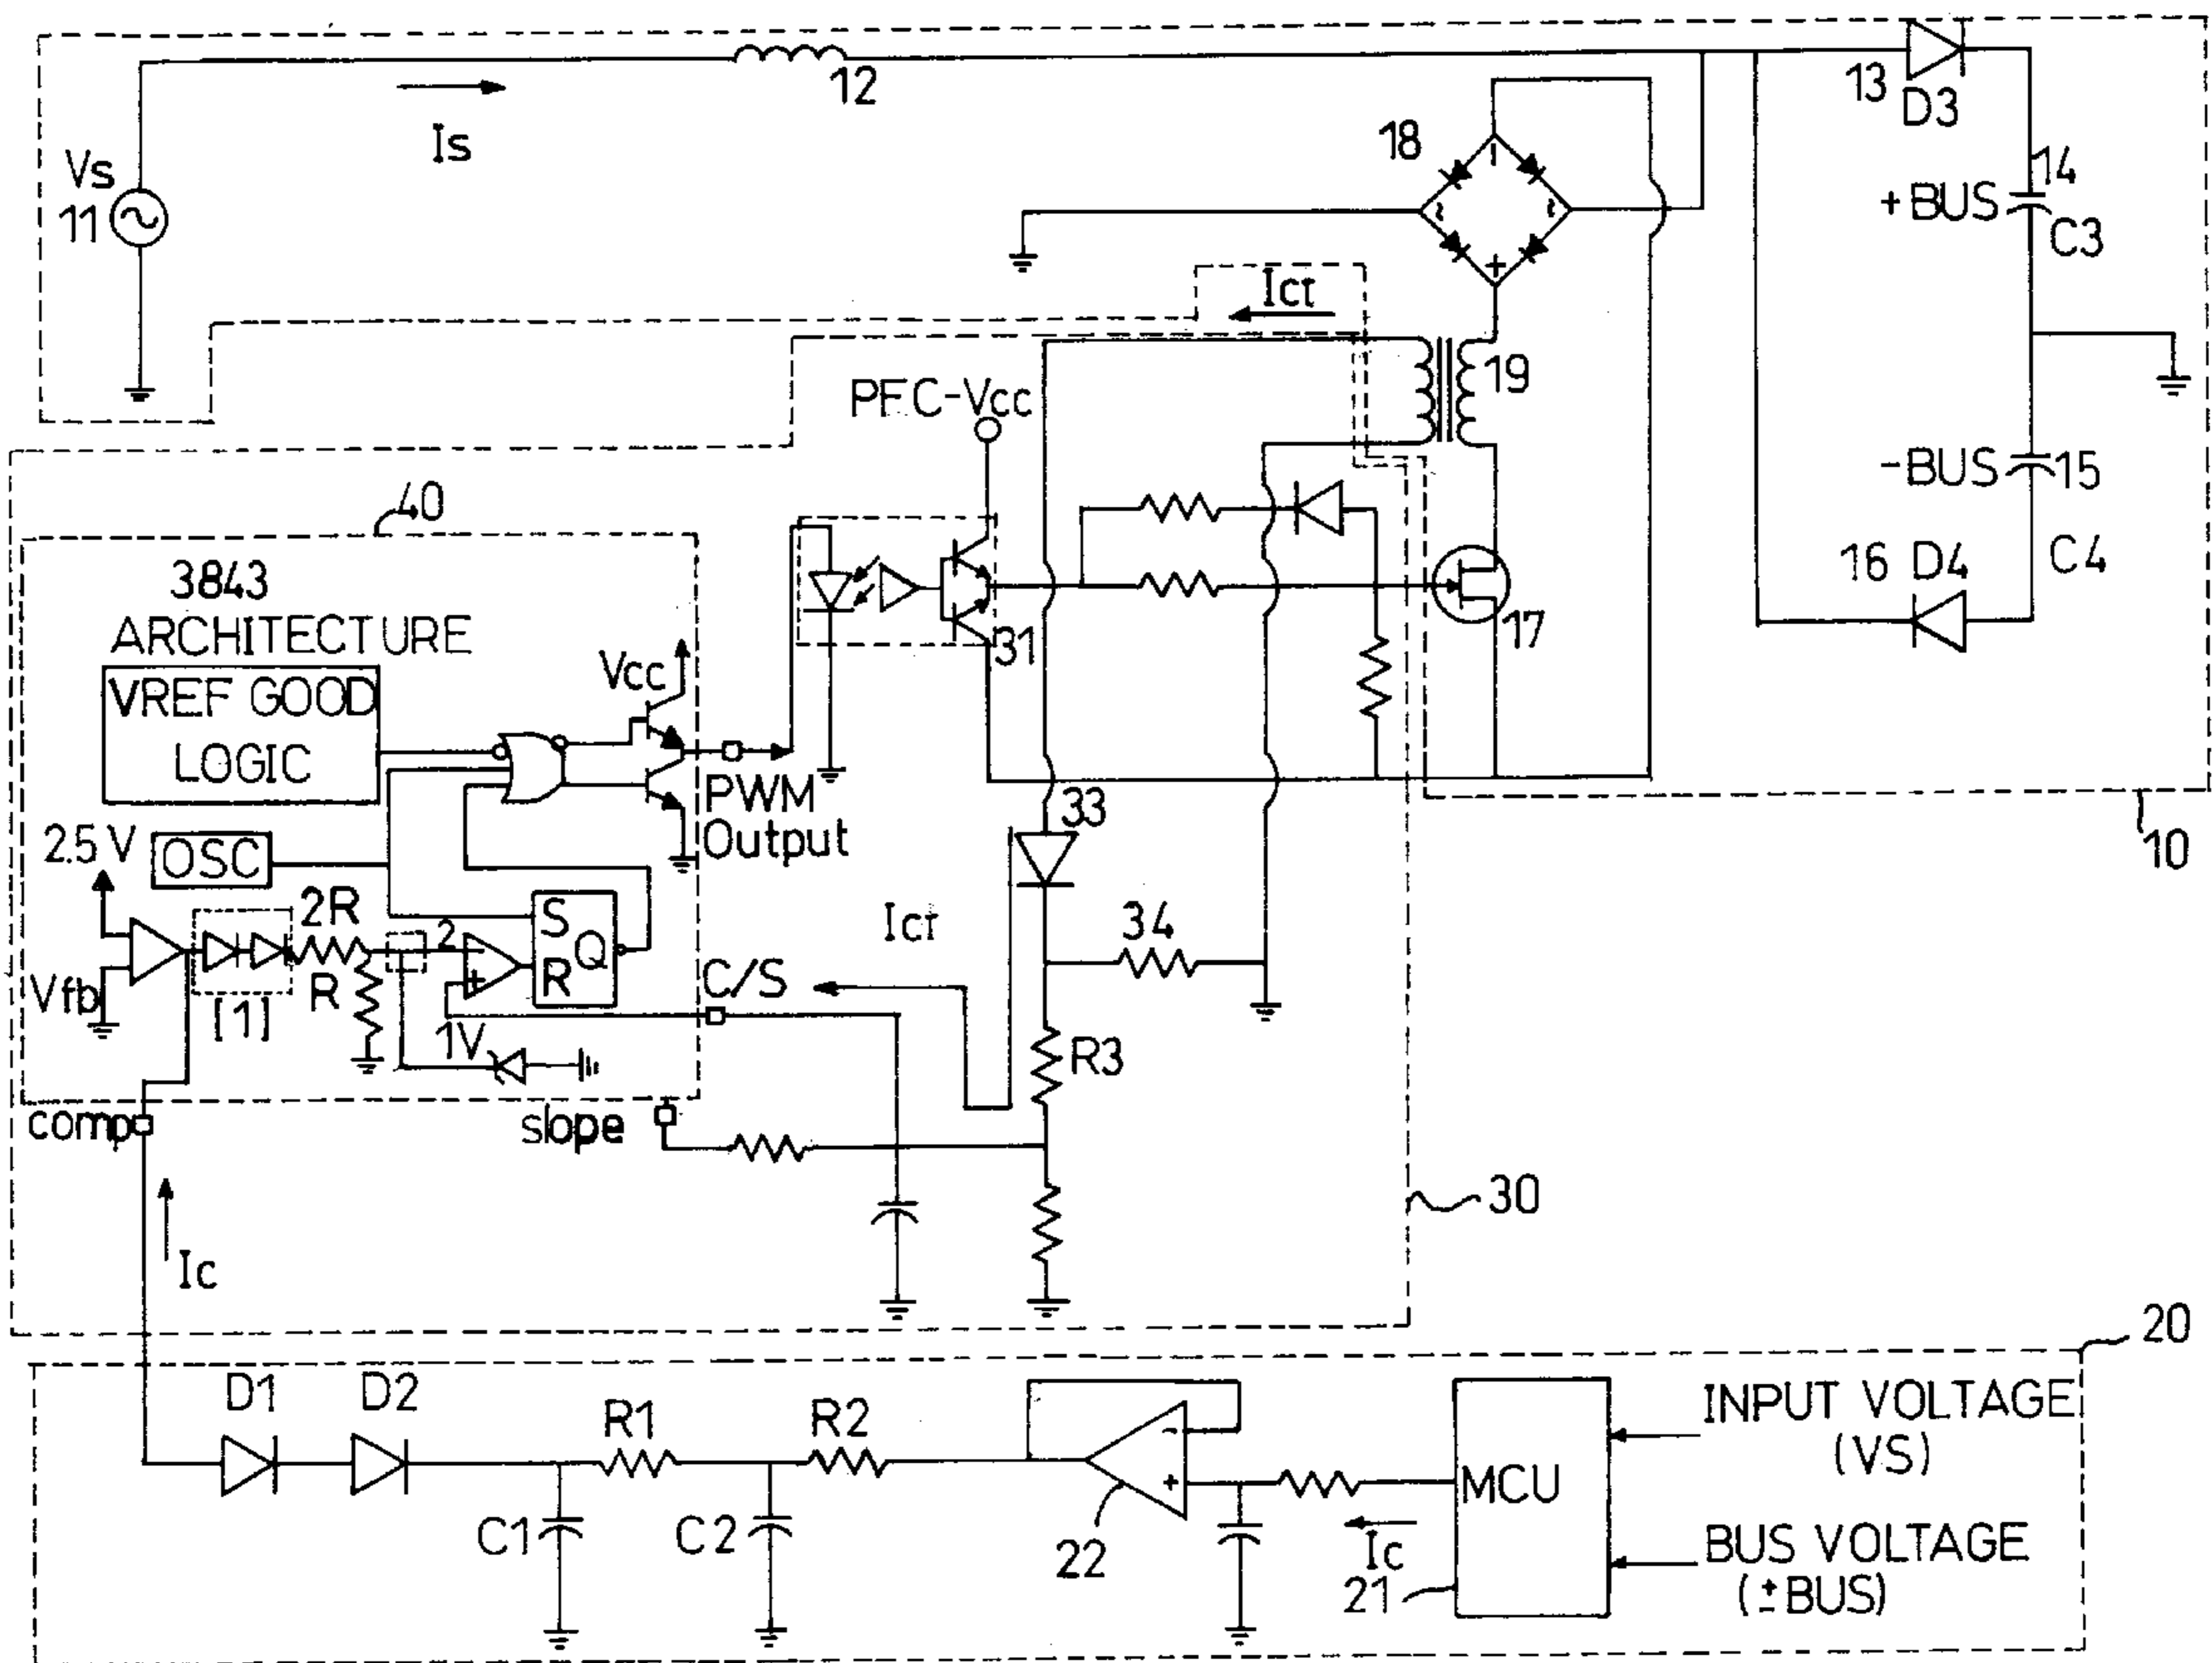 12
Is
Vs
11
13
D3
18
14
+BUS
C3
~
~
-
+
Ict
19
PFC-Vcc
-BUS
15
C4
16 D4
17
31
40
3843
ARCHITECTURE
VREF GOOD
LOGIC
Vcc
PWM
Output
10
2.5 V
OSC
33
2R
2
S
Q
R
-
+
Vfb
[1]
R
1V
C/S
Icr
34
R3
comp
slope
30
Ic
20
D1
D2
R1
R2
C1
C2
-
+
22
MCU
Ic
21
INPUT VOLTAGE
(VS)
BUS VOLTAGE
(±BUS)